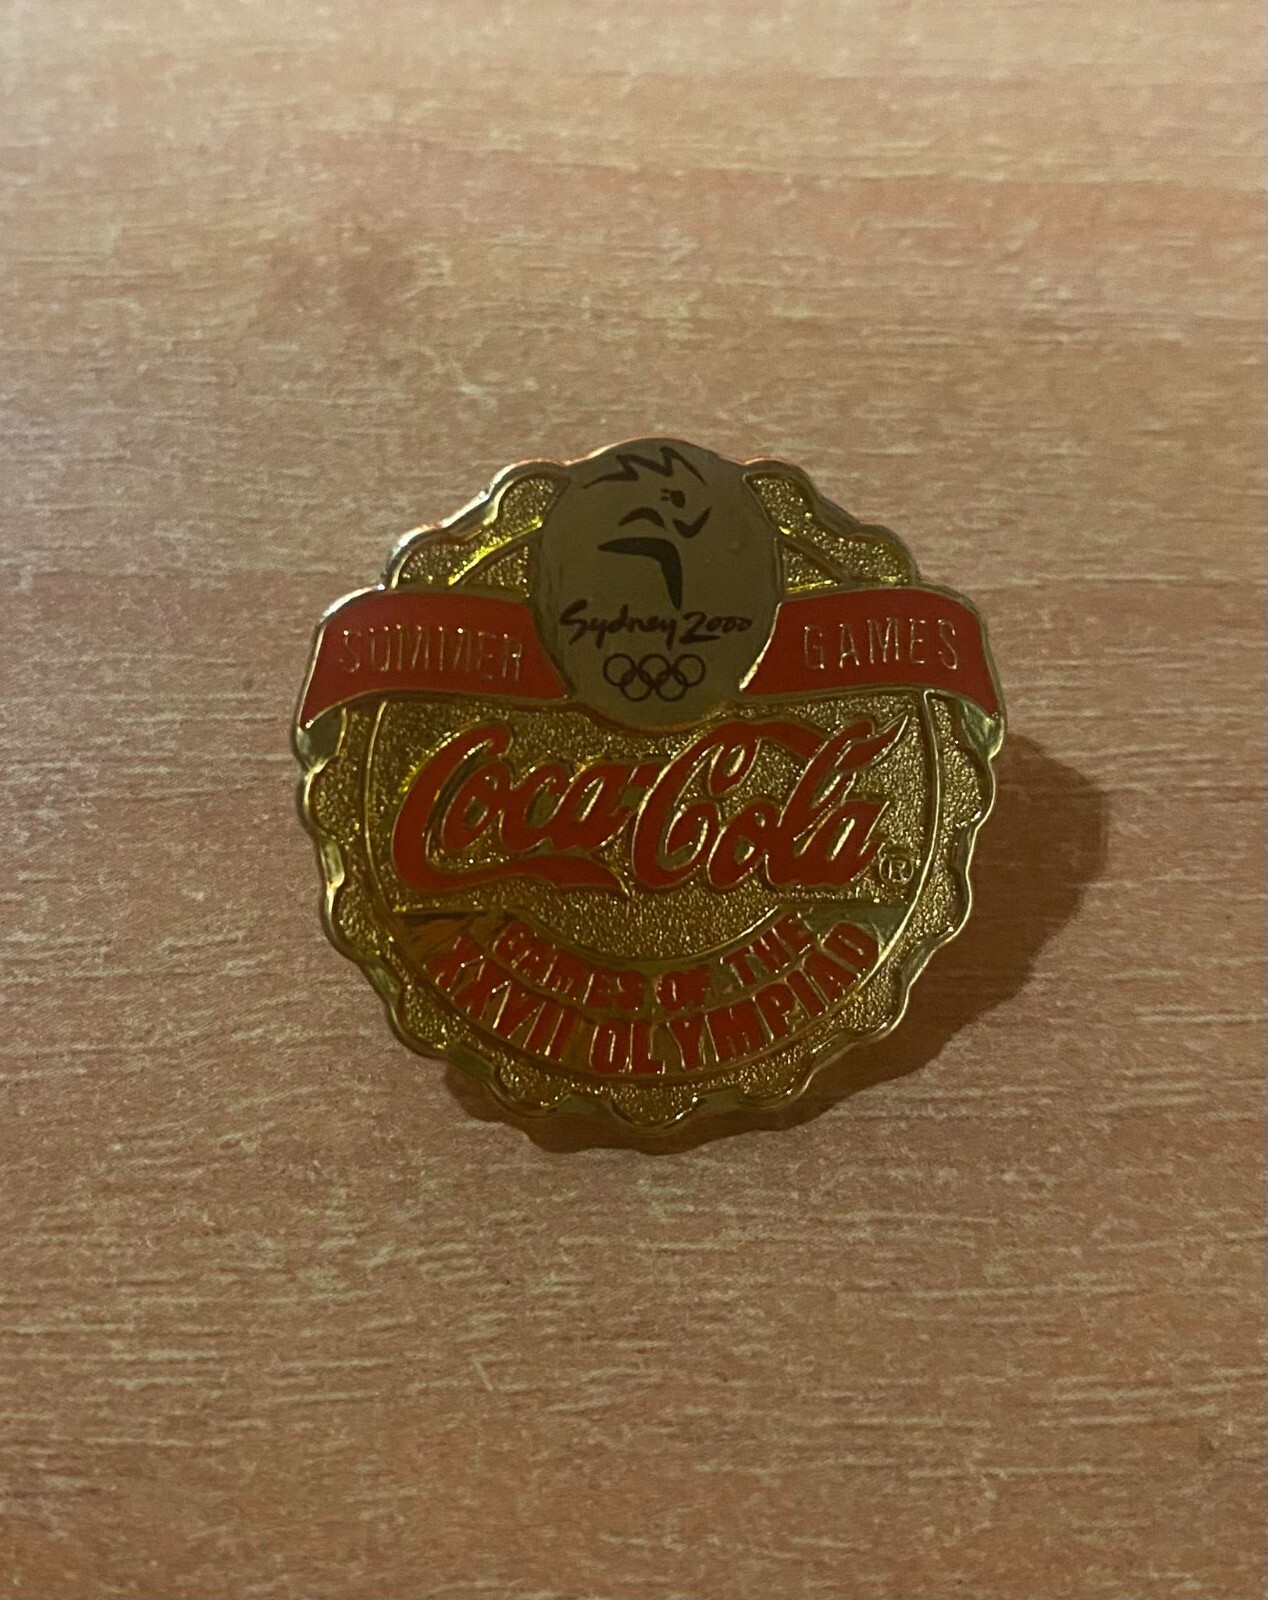 Sydney 2000
SUMMER GAMES
Coca-Cola®
GAMES OF THE
XXVII OLYMPIAD